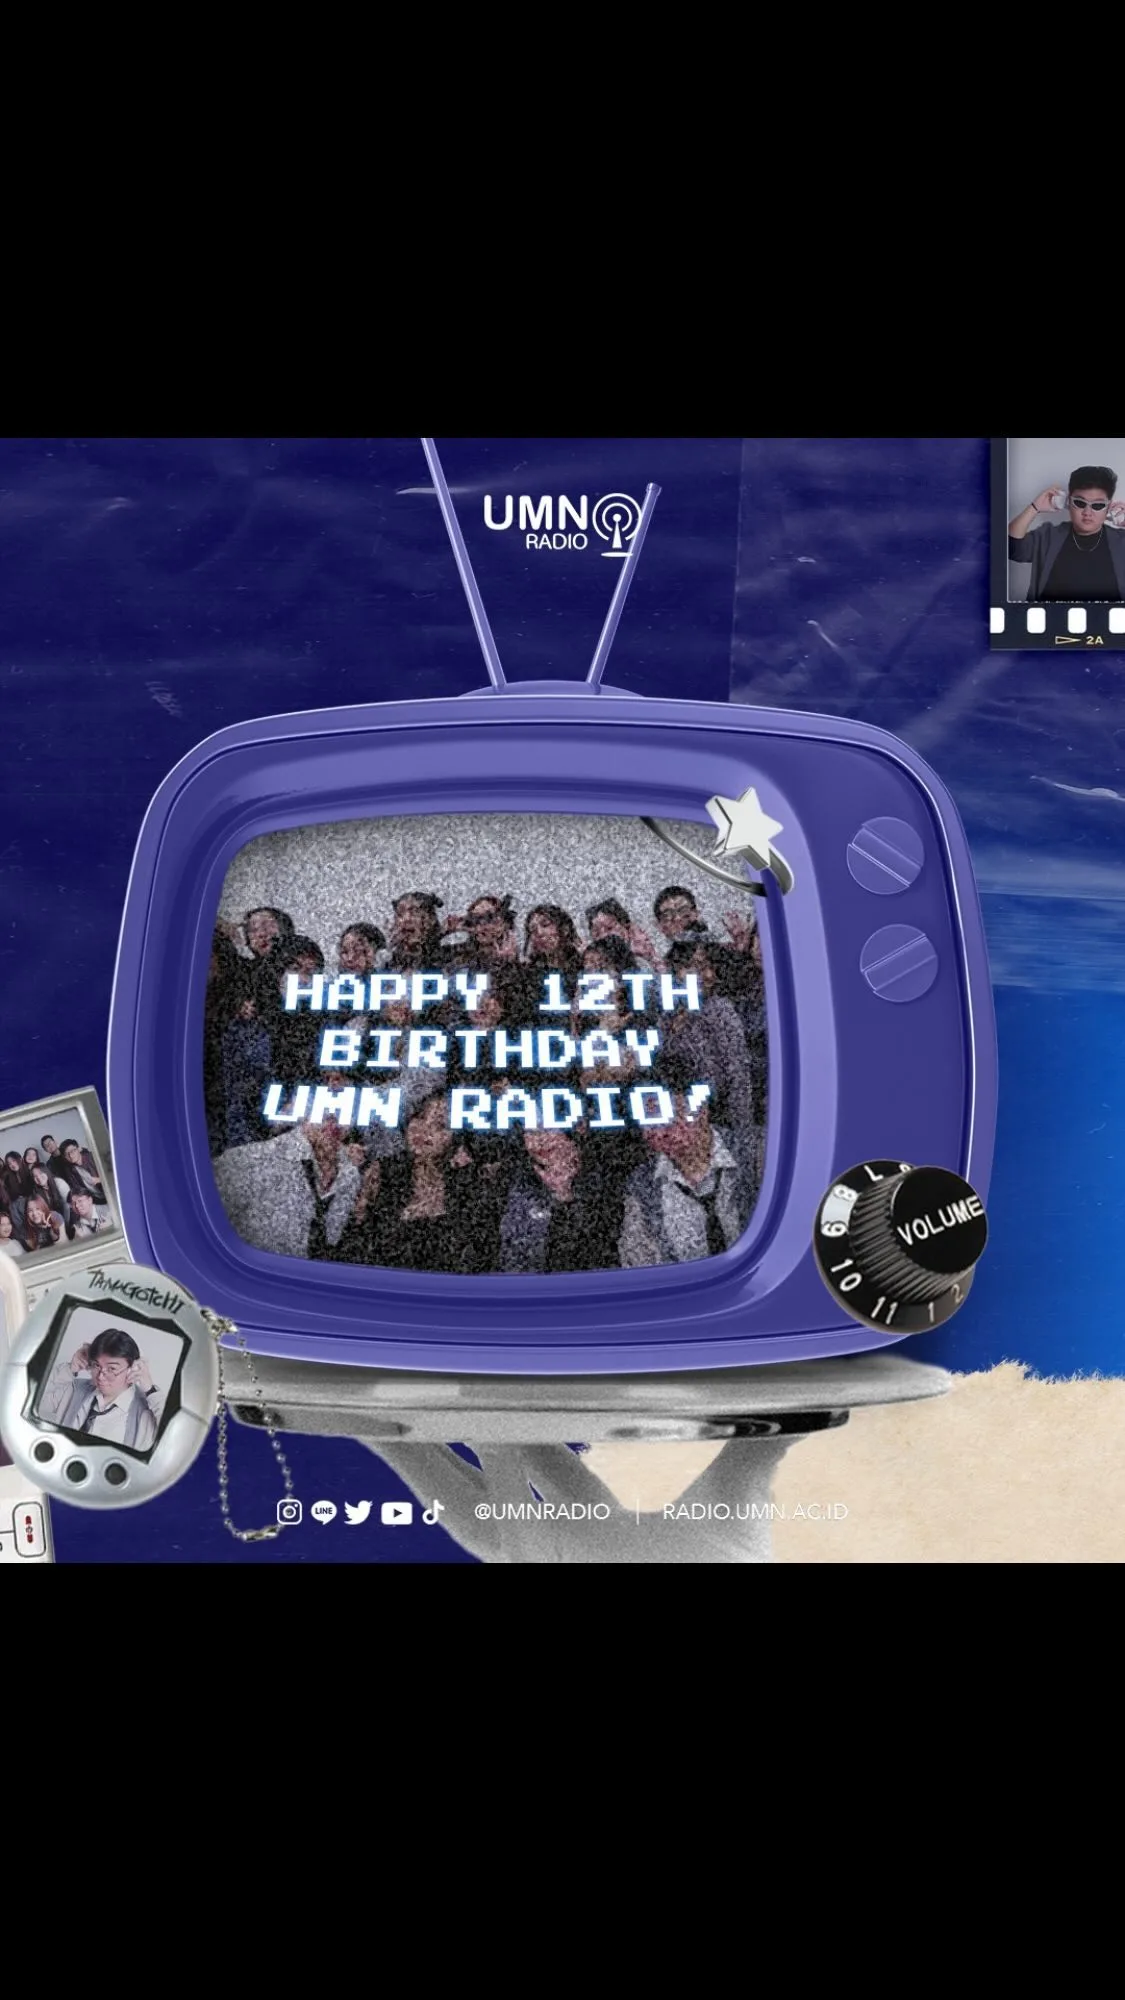 UMN
RADIO
2A
HAPPY 12TH
BIRTHDAY
UMN RADIO!
VOLUME
8
9
10
11
1
2
TAMAGOTCHI
LINE
@UMNRADIO | RADIO.UMN.AC.ID